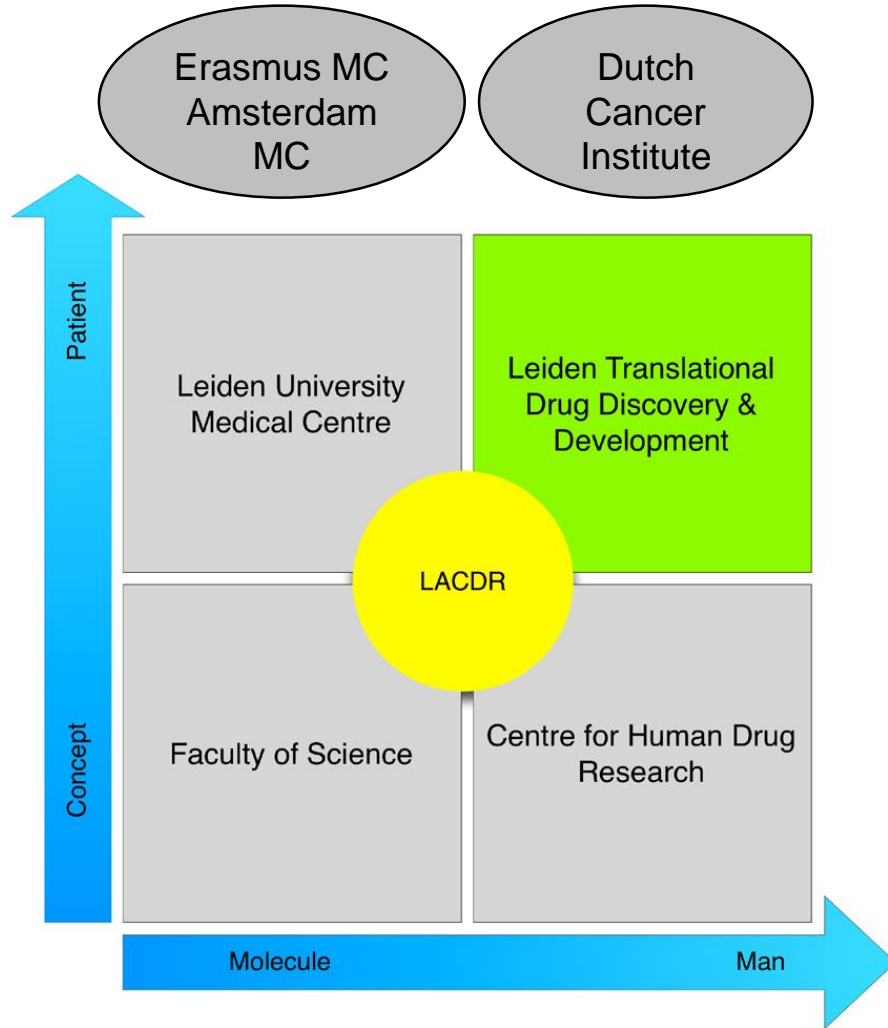 Erasmus MC
Amsterdam
MC
Dutch
Cancer
Institute
Patient
Leiden University
Medical Centre
Leiden Translational
Drug Discovery &
Development
LACDR
Concept
Faculty of Science
Centre for Human Drug
Research
Molecule
Man